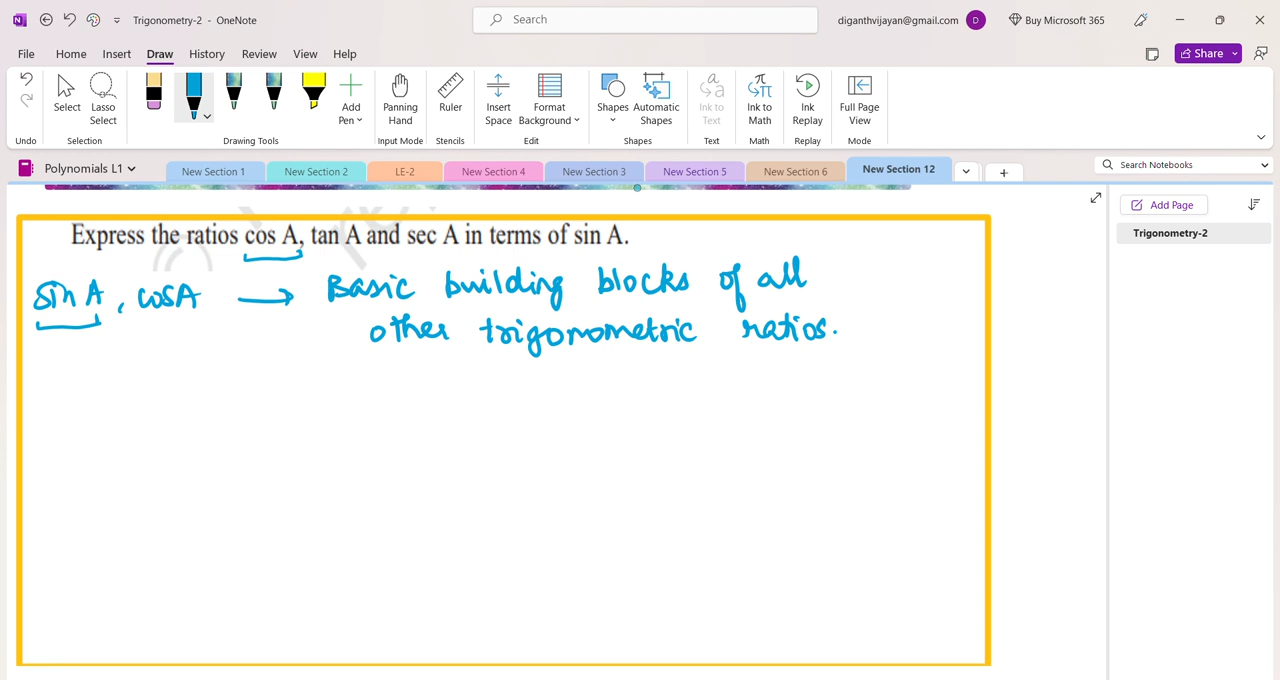 Trigonometry-2 - OneNote
Search
diganthvijayan@gmail.com
D
Buy Microsoft 365
File Home Insert Draw History Review View Help
Share
Undo
Select
Lasso Select
Selection
Drawing Tools
Add Pen
Panning Hand
Input Mode
Ruler
Stencils
Insert Space
Format Background
Edit
Shapes
Automatic Shapes
Shapes
Ink to Text
Text
Ink to Math
Math
Ink Replay
Replay
Full Page View
Mode
Polynomials L1
New Section 1
New Section 2
LE-2
New Section 4
New Section 3
New Section 5
New Section 6
New Section 12
Search Notebooks
Add Page
Trigonometry-2
Express the ratios cos A, tan A and sec A in terms of sin A.
sin A, cosA → Basic building blocks of all
other trigonometric ratios.